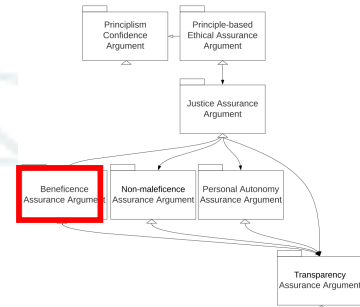 Principlism
Confidence
Argument
Principle-based
Ethical Assurance
Argument
Justice Assurance
Argument
Beneficence
Assurance Argument
Non-maleficence
Assurance Argument
Personal Autonomy
Assurance Argument
Transparency
Assurance Argument